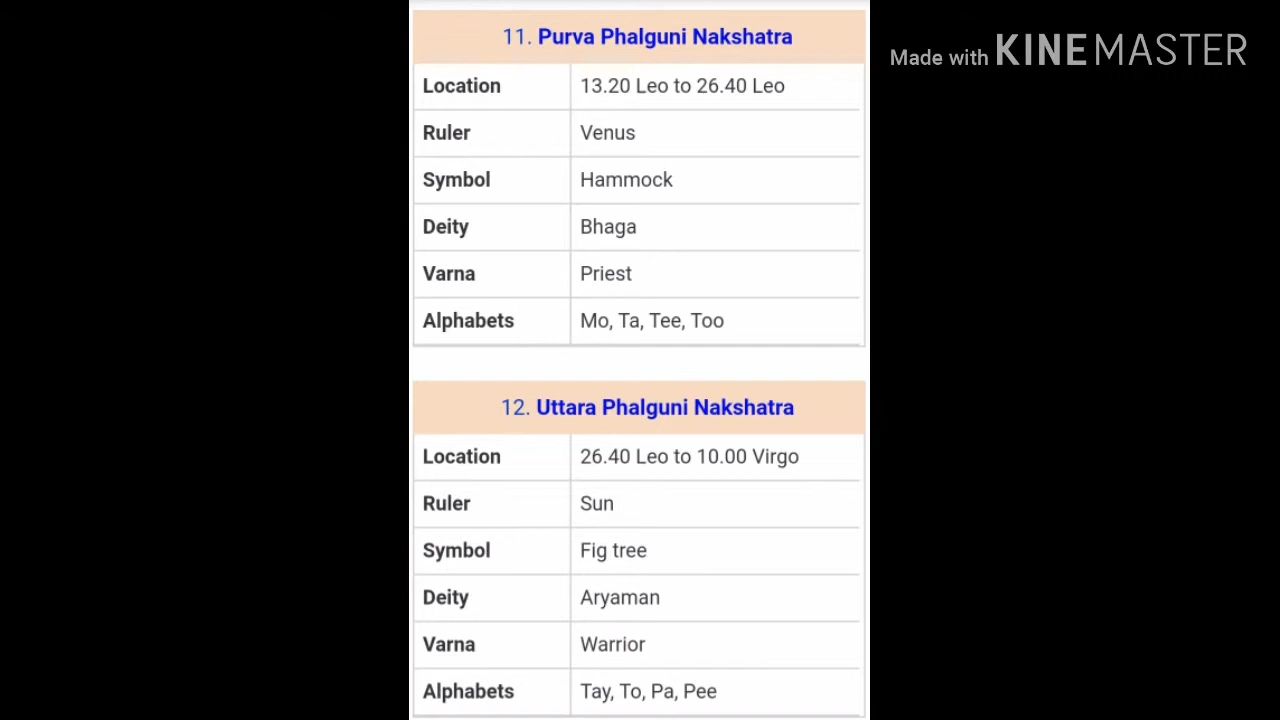 11. Purva Phalguni Nakshatra
Location 13.20 Leo to 26.40 Leo
Ruler Venus
Symbol Hammock
Deity Bhaga
Varna Priest
Alphabets Mo, Ta, Tee, Too
12. Uttara Phalguni Nakshatra
Location 26.40 Leo to 10.00 Virgo
Ruler Sun
Symbol Fig tree
Deity Aryaman
Varna Warrior
Alphabets Tay, To, Pa, Pee
Made with KINEMASTER